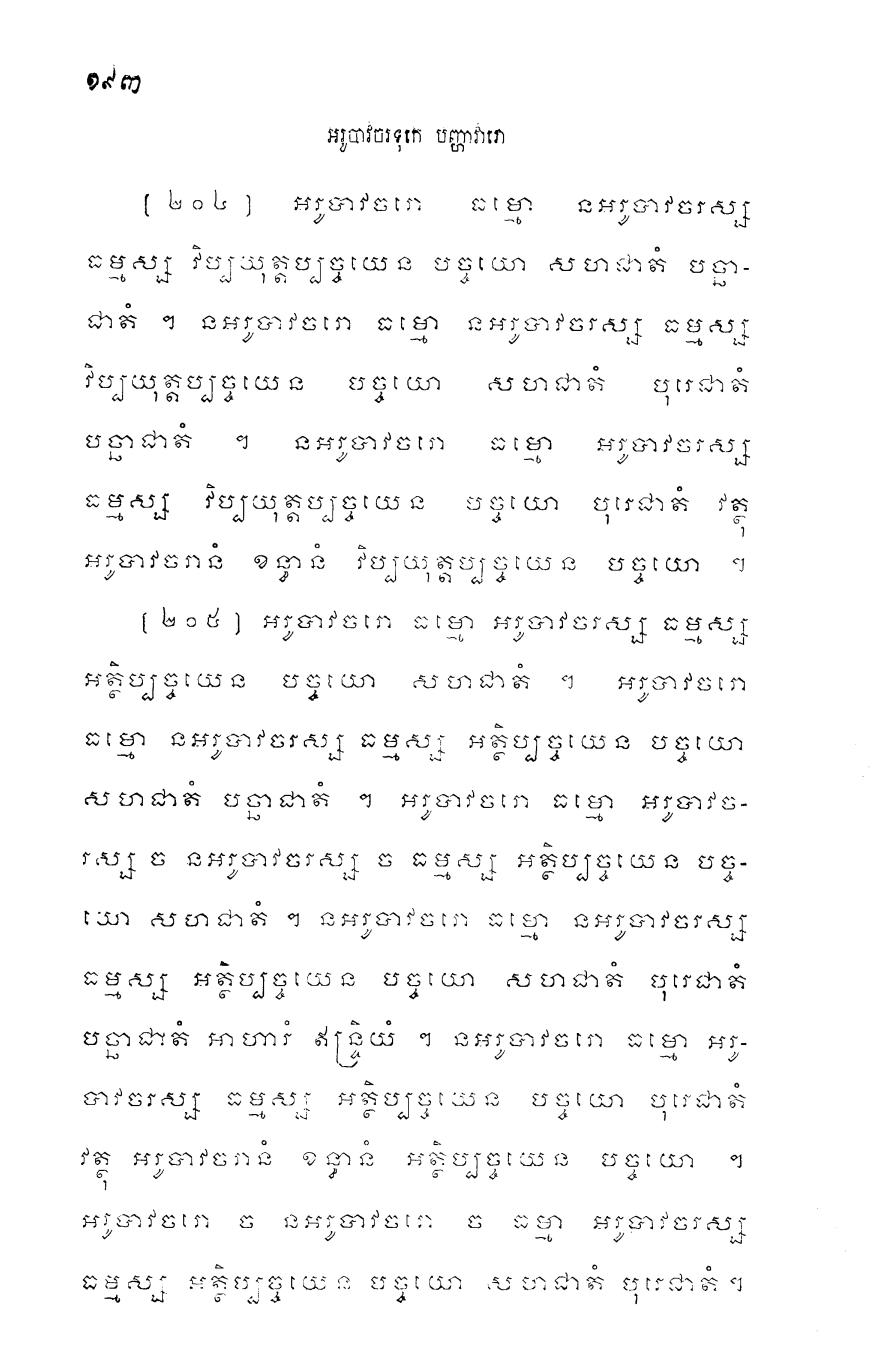 ១៩៣
អរូបាវចរទុកេ បញ្ហាវារោ
[ ២០៤ ] អរូបាវចរោ ធម្មោ នអរូបាវចរស្ស
ធម្មស្ស វិប្បយុត្តប្បច្ចយេន បច្ចយោ សហជាតំ បច្ឆា-
ជាតំ ។ នអរូបាវចរោ ធម្មោ នអរូបាវចរស្ស ធម្មស្ស
វិប្បយុត្តប្បច្ចយេន បច្ចយោ សហជាតំ បុរេជាតំ
បច្ឆាជាតំ ។ នអរូបាវចរោ ធម្មោ អរូបាវចរស្ស
ធម្មស្ស វិប្បយុត្តប្បច្ចយេន បច្ចយោ បុរេជាតំ វត្ថុ
អរូបាវចរានំ ខន្ធានំ វិប្បយុត្តប្បច្ចយេន បច្ចយោ ។
[ ២០៥ ] អរូបាវចរោ ធម្មោ អរូបាវចរស្ស ធម្មស្ស
អត្ថិប្បច្ចយេន បច្ចយោ សហជាតំ ។ អរូបាវចរោ
ធម្មោ នអរូបាវចរស្ស ធម្មស្ស អត្ថិប្បច្ចយេន បច្ចយោ
សហជាតំ បច្ឆាជាតំ ។ អរូបាវចរោ ធម្មោ អរូបាវច-
រស្ស ច នអរូបាវចរស្ស ច ធម្មស្ស អត្ថិប្បច្ចយេន បច្ច-
យោ សហជាតំ ។ នអរូបាវចរោ ធម្មោ នអរូបាវចរស្ស
ធម្មស្ស អត្ថិប្បច្ចយេន បច្ចយោ សហជាតំ បុរេជាតំ
បច្ឆាជាតំ អាហារំ ឥន្ទ្រិយំ ។ នអរូបាវចរោ ធម្មោ អរូ-
បាវចរស្ស ធម្មស្ស អត្ថិប្បច្ចយេន បច្ចយោ បុរេជាតំ
វត្ថុ អរូបាវចរានំ ខន្ធានំ អត្ថិប្បច្ចយេន បច្ចយោ ។
អរូបាវចរោ ច នអរូបាវចរោ ច ធម្មា អរូបាវចរស្ស
ធម្មស្ស អត្ថិប្បច្ចយេន បច្ចយោ សហជាតំ បុរេជាតំ ។